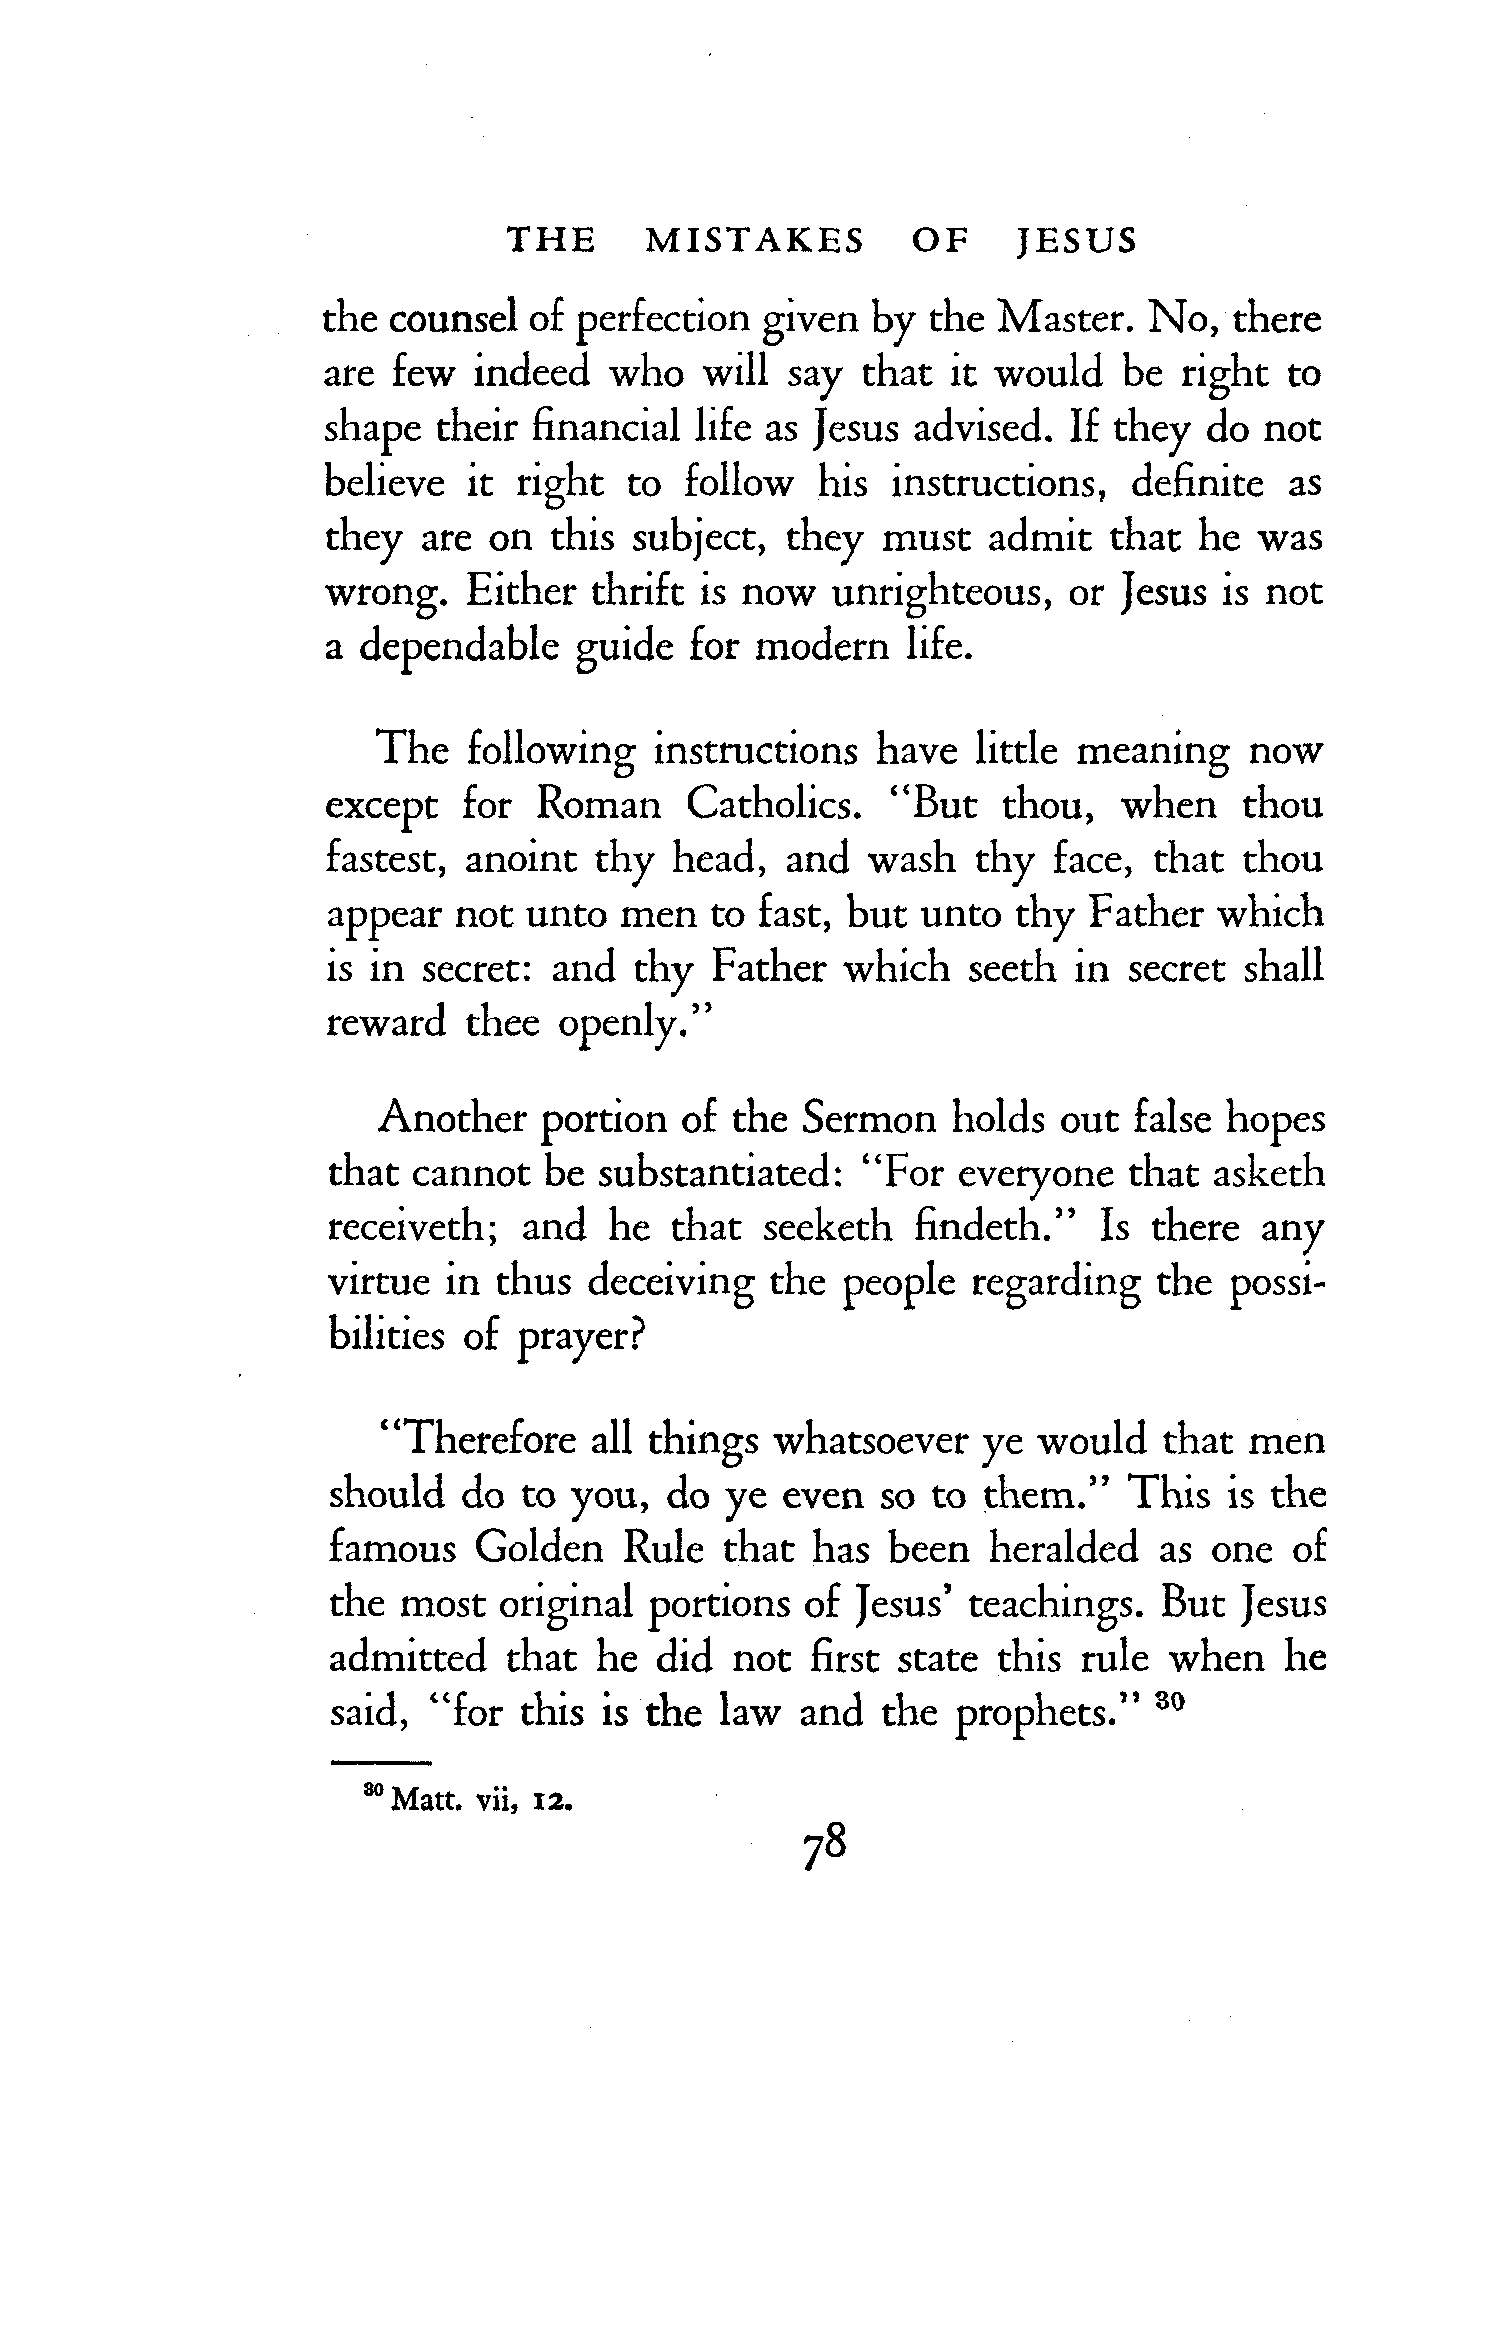 THE MISTAKES OF JESUS
the counsel of perfection given by the Master. No, there
are few indeed who will say that it would be right to
shape their financial life as Jesus advised. If they do not
believe it right to follow his instructions, definite as
they are on this subject, they must admit that he was
wrong. Either thrift is now unrighteous, or Jesus is not
a dependable guide for modern life.
The following instructions have little meaning now
except for Roman Catholics. "But thou, when thou
fastest, anoint thy head, and wash thy face, that thou
appear not unto men to fast, but unto thy Father which
is in secret: and thy Father which seeth in secret shall
reward thee openly."
Another portion of the Sermon holds out false hopes
that cannot be substantiated: "For everyone that asketh
receiveth; and he that seeketh findeth." Is there any
virtue in thus deceiving the people regarding the possi-
bilities of prayer?
"Therefore all things whatsoever ye would that men
should do to you, do ye even so to them." This is the
famous Golden Rule that has been heralded as one of
the most original portions of Jesus' teachings. But Jesus
admitted that he did not first state this rule when he
said, "for this is the law and the prophets." 30
30 Matt. vii, 12.
78